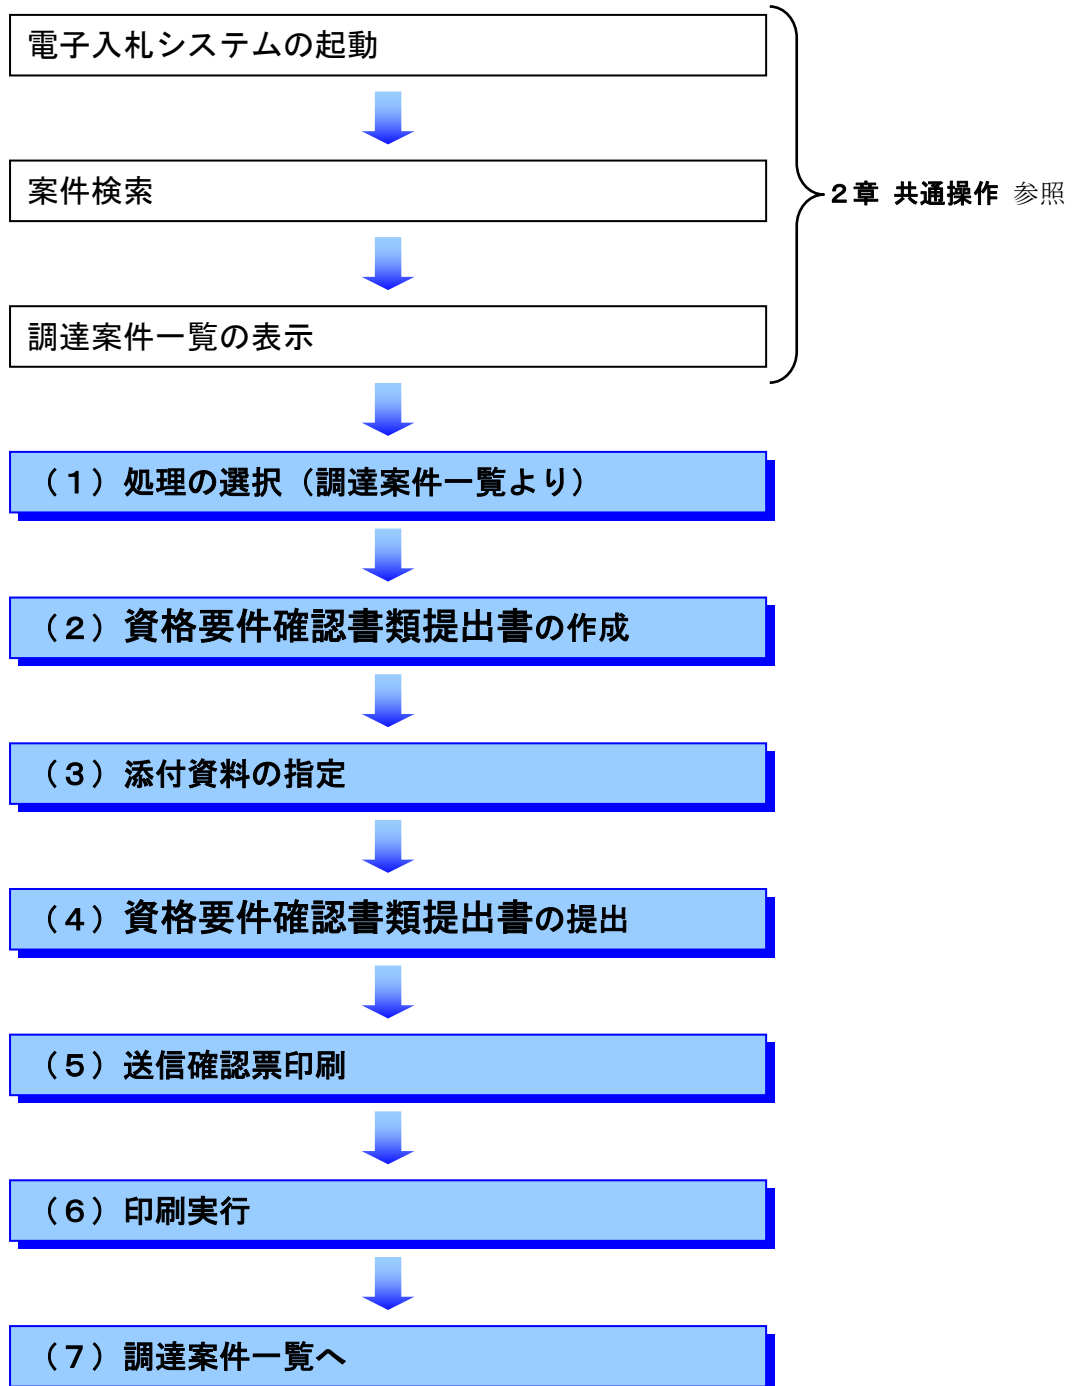 電子入札システムの起動
案件検索
２章 共通操作 参照
調達案件一覧の表示
（１）処理の選択（調達案件一覧より）
（２）資格要件確認書類提出書の作成
（３）添付資料の指定
（４）資格要件確認書類提出書の提出
（５）送信確認票印刷
（６）印刷実行
（７）調達案件一覧へ